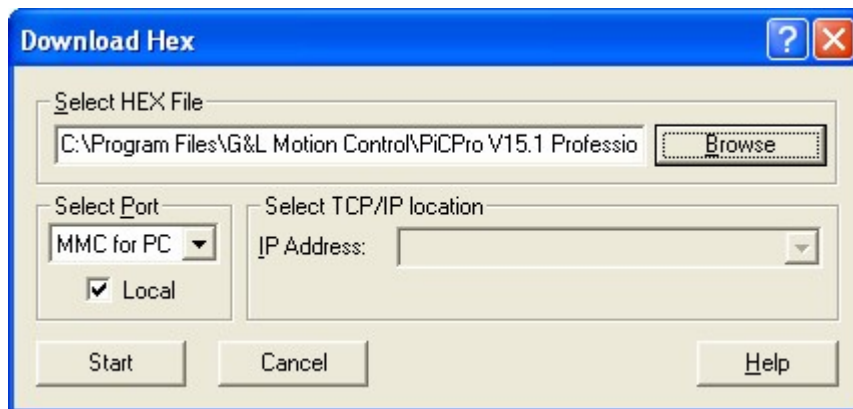 Download Hex
Select HEX File
C:\Program Files\G&L Motion Control\PiCPro V15.1 Professio
Browse
Select Port
Select TCP/IP location
MMC for PC
IP Address:
Local
Start
Cancel
Help